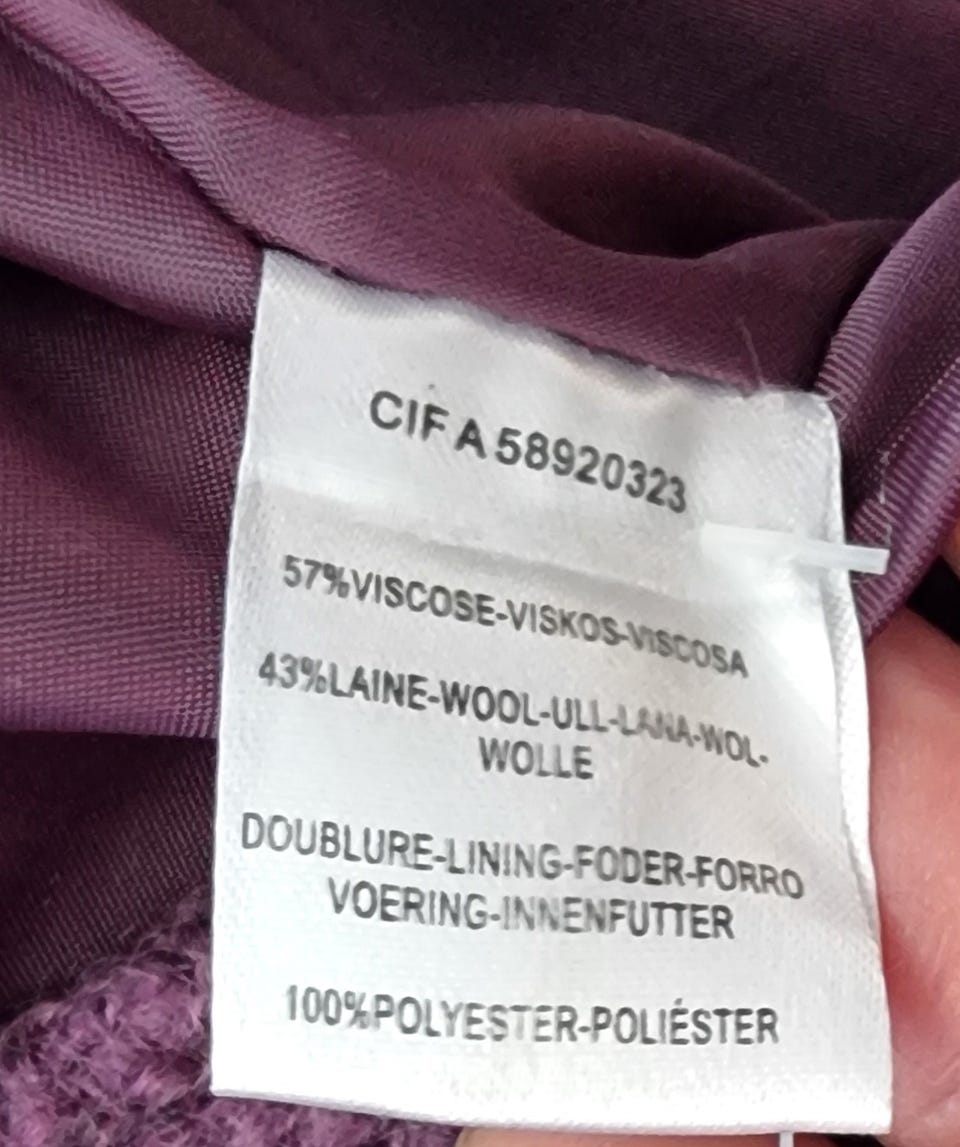 CIF A 58920323
57%VISCOSE-VISKOS-VISCOSA
43%LAINE-WOOL-ULL-LANA-WOL-
WOLLE
DOUBLURE-LINING-FODER-FORRO
VOERING-INNENFUTTER
100%POLYESTER-POLIÉSTER